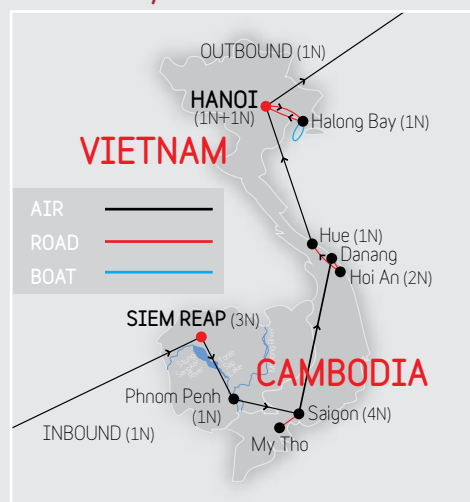 OUTBOUND (1N)
HANOI
(1N+1N)
Halong Bay (1N)
VIETNAM
AIR
ROAD
BOAT
Hue (1N)
Danang
Hoi An (2N)
SIEM REAP (3N)
CAMBODIA
Phnom Penh
(1N)
Saigon (4N)
INBOUND (1N)
My Tho